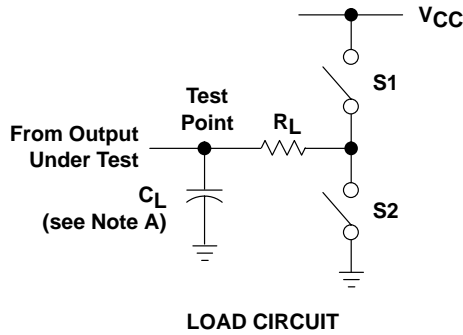 VCC
S1
Test
Point
RL
From Output
Under Test
CL
(see Note A)
S2
LOAD CIRCUIT